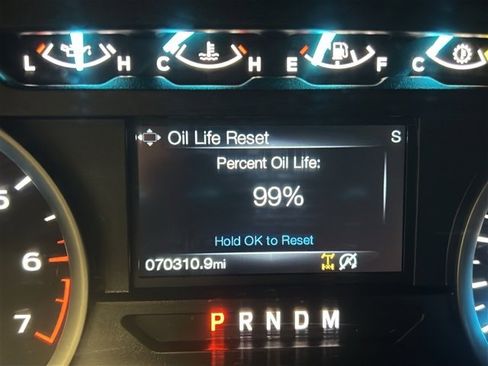 L H C H E F C
Oil Life Reset S
Percent Oil Life:
99%
Hold OK to Reset
070310.9mi
5
6
7
P R N D M